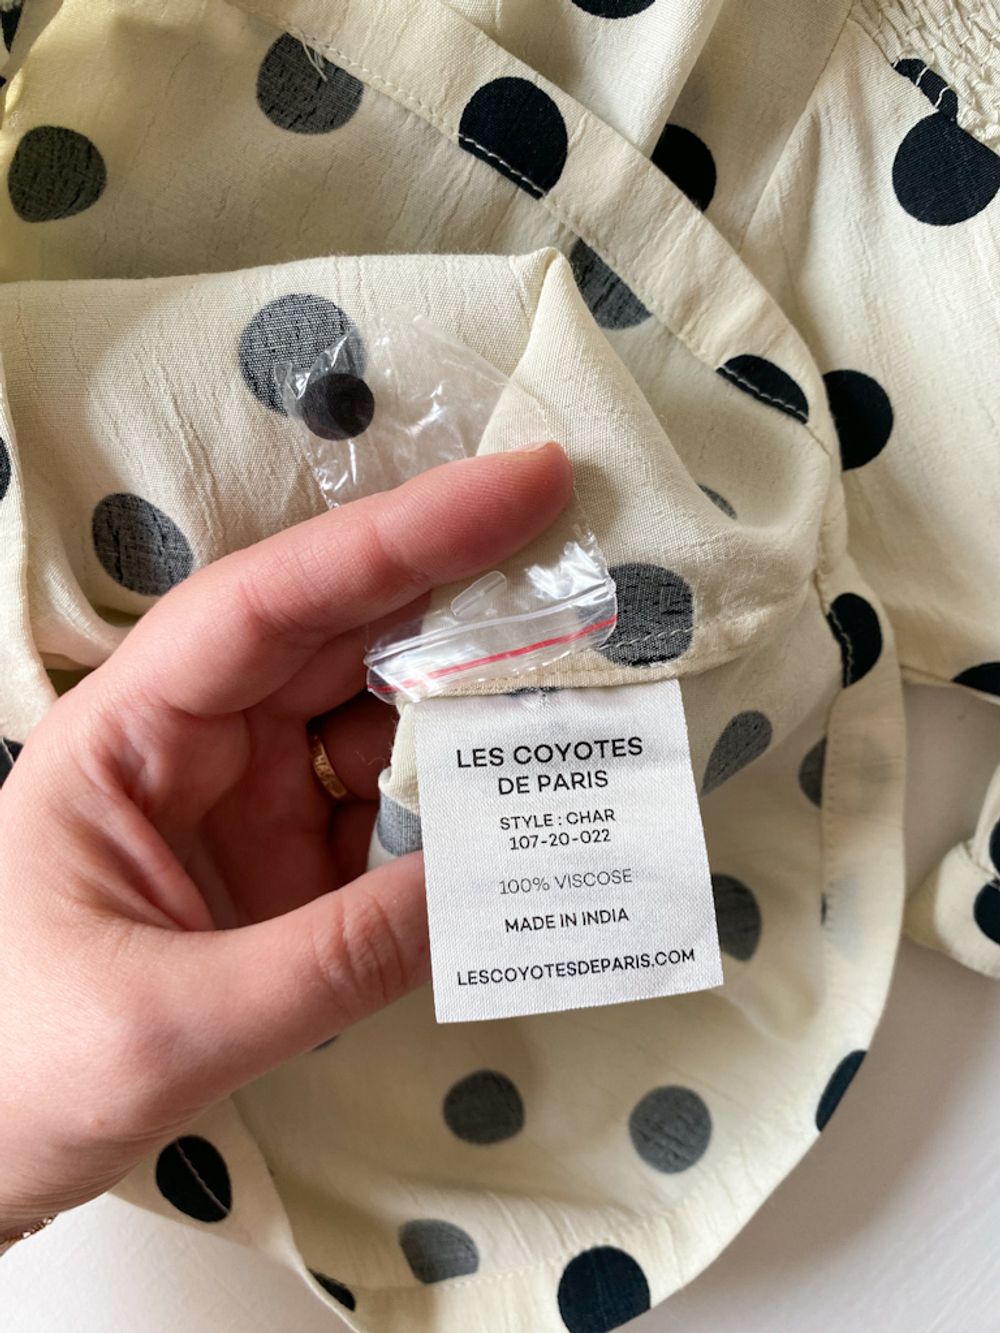 LES COYOTES
DE PARIS
STYLE : CHAR
107-20-022
100% VISCOSE
MADE IN INDIA
LESCOYOTESDEPARIS.COM